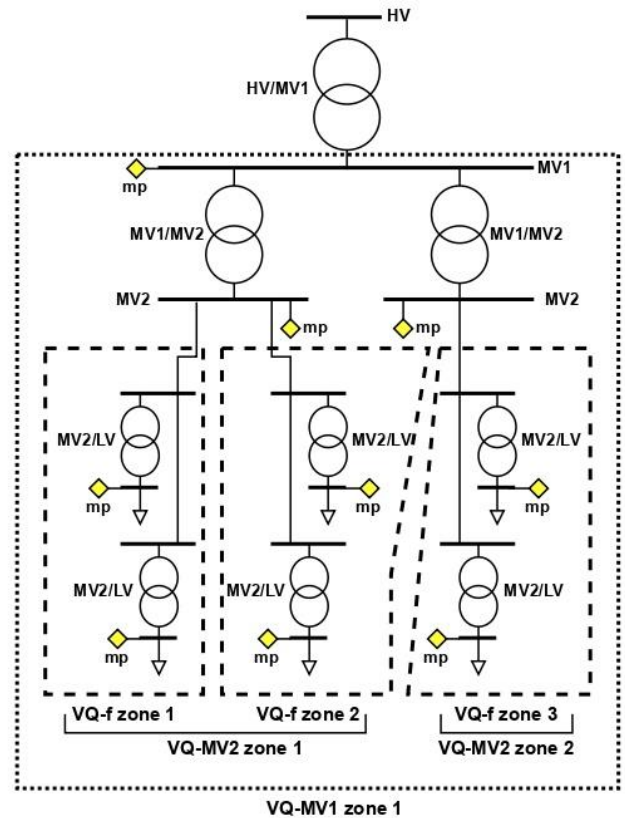 HV
HV/MV1
MV1
mp
MV1/MV2 MV1/MV2
MV2 MV2
mp mp
MV2/LV MV2/LV MV2/LV
mp mp mp
MV2/LV MV2/LV MV2/LV
mp mp mp
VQ-f zone 1 VQ-f zone 2 VQ-f zone 3
VQ-MV2 zone 1 VQ-MV2 zone 2
VQ-MV1 zone 1